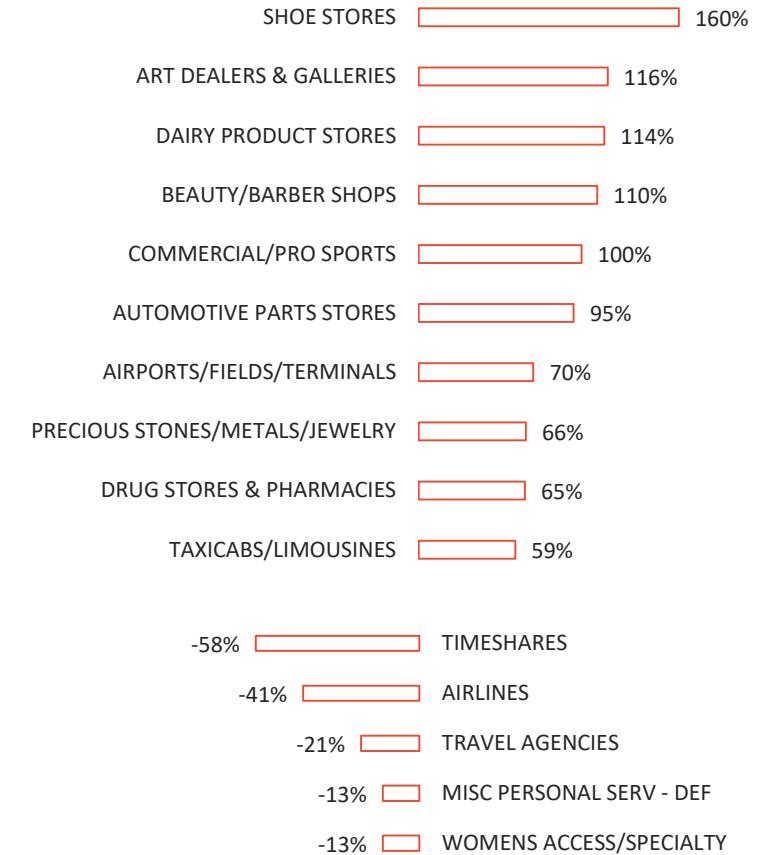 SHOE STORES 160%
ART DEALERS & GALLERIES 116%
DAIRY PRODUCT STORES 114%
BEAUTY/BARBER SHOPS 110%
COMMERCIAL/PRO SPORTS 100%
AUTOMOTIVE PARTS STORES 95%
AIRPORTS/FIELDS/TERMINALS 70%
PRECIOUS STONES/METALS/JEWELRY 66%
DRUG STORES & PHARMACIES 65%
TAXICABS/LIMOUSINES 59%
-58% TIMESHARES
-41% AIRLINES
-21% TRAVEL AGENCIES
-13% MISC PERSONAL SERV - DEF
-13% WOMENS ACCESS/SPECIALTY